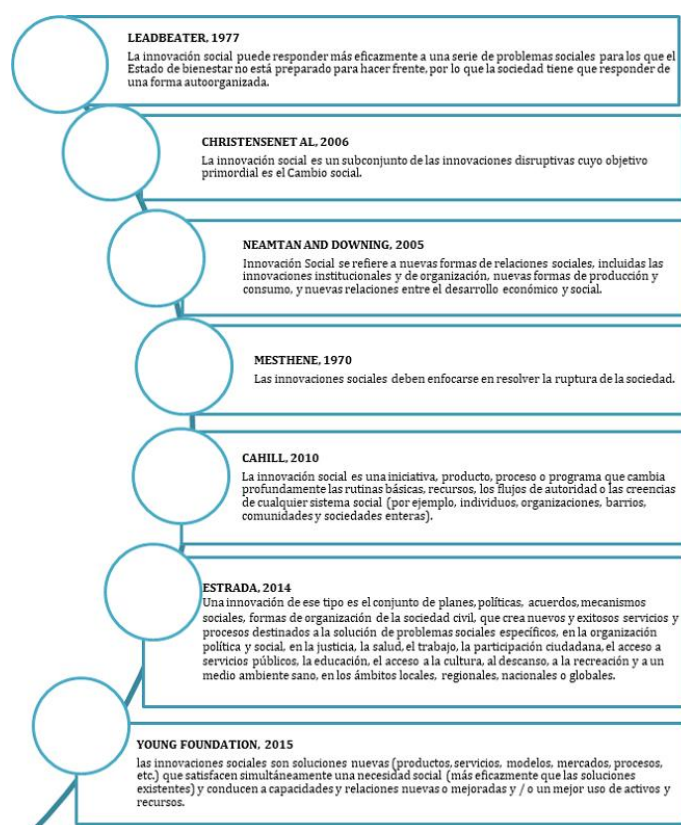 LEADBEATER, 1977
La innovación social puede responder más eficazmente a una serie de problemas sociales para los que el
Estado de bienestar no está preparado para hacer frente, por lo que la sociedad tiene que responder de
una forma autoorganizada.
CHRISTENSENET AL, 2006
La innovación social es un subconjunto de las innovaciones disruptivas cuyo objetivo
primordial es el Cambio social.
NEAMTAN AND DOWNING, 2005
Innovación Social se refiere a nuevas formas de relaciones sociales, incluidas las
innovaciones institucionales y de organización, nuevas formas de producción y
consumo, y nuevas relaciones entre el desarrollo económico y social.
MESTHENE, 1970
Las innovaciones sociales deben enfocarse en resolver la ruptura de la sociedad.
CAHILL, 2010
La innovación social es una iniciativa, producto, proceso o programa que cambia
profundamente las rutinas básicas, recursos, los flujos de autoridad o las creencias
de cualquier sistema social (por ejemplo, individuos, organizaciones, barrios,
comunidades y sociedades enteras).
ESTRADA, 2014
Una innovación de ese tipo es el conjunto de planes, políticas, acuerdos, mecanismos
sociales, formas de organización de la sociedad civil, que crea nuevos y exitosos servicios y
procesos destinados a la solución de problemas sociales específicos, en la organización
política y social, en la justicia, la salud, el trabajo, la participación ciudadana, el acceso a
servicios públicos, la educación, el acceso a la cultura, al descanso, a la recreación y a un
medio ambiente sano, en los ámbitos locales, regionales, nacionales o globales.
YOUNG FOUNDATION, 2015
las innovaciones sociales son soluciones nuevas (productos, servicios, modelos, mercados, procesos,
etc.) que satisfacen simultáneamente una necesidad social (más eficazmente que las soluciones
existentes) y conducen a capacidades y relaciones nuevas o mejoradas y / o un mejor uso de activos y
recursos.